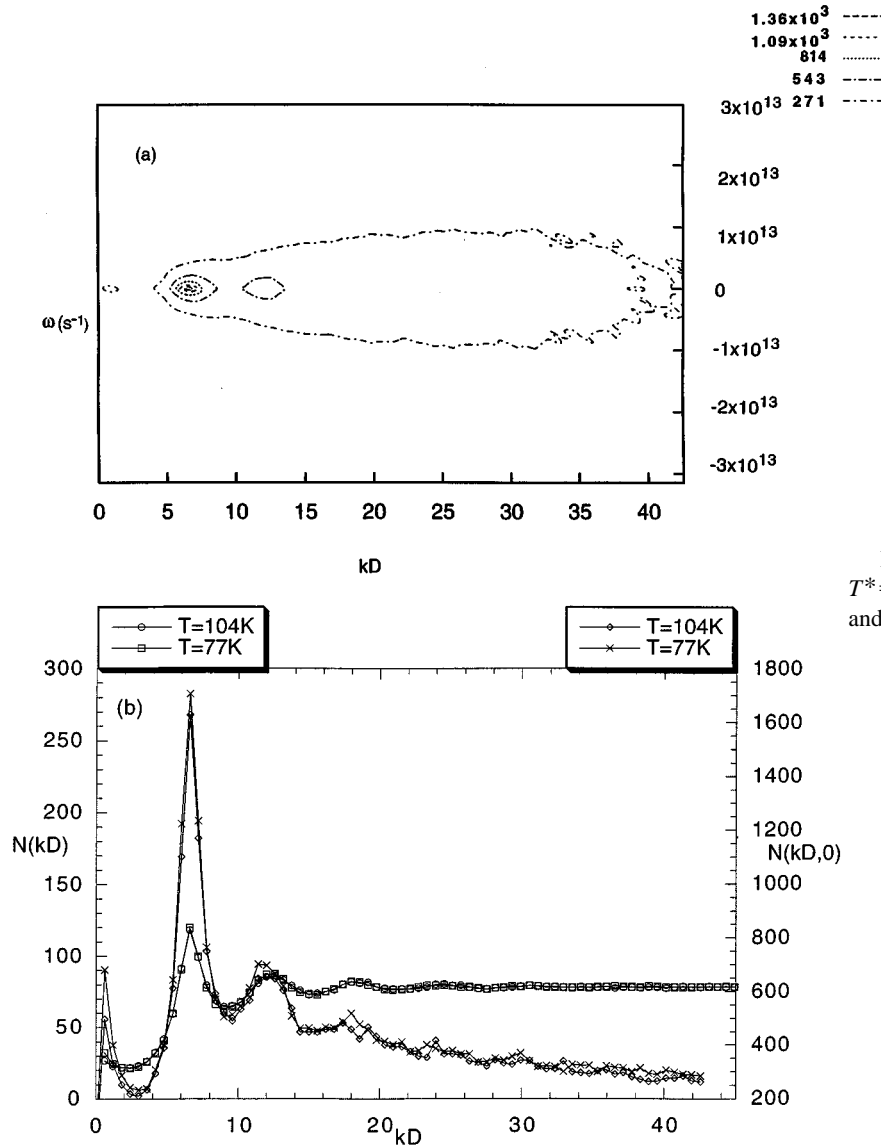 1.36x10³
1.09x10³
814
543
271
(a)
3x10¹³
2x10¹³
1x10¹³
0
-1x10¹³
-2x10¹³
-3x10¹³
ω(s⁻¹)
0 5 10 15 20 25 30 35 40
kD
T*=
and
T=104K
T=77K
T=104K
T=77K
(b)
300
250
200
150
100
50
0
N(kD)
1800
1600
1400
1200
1000
800
600
400
200
N(kD,0)
0 10 20 30 40
kD